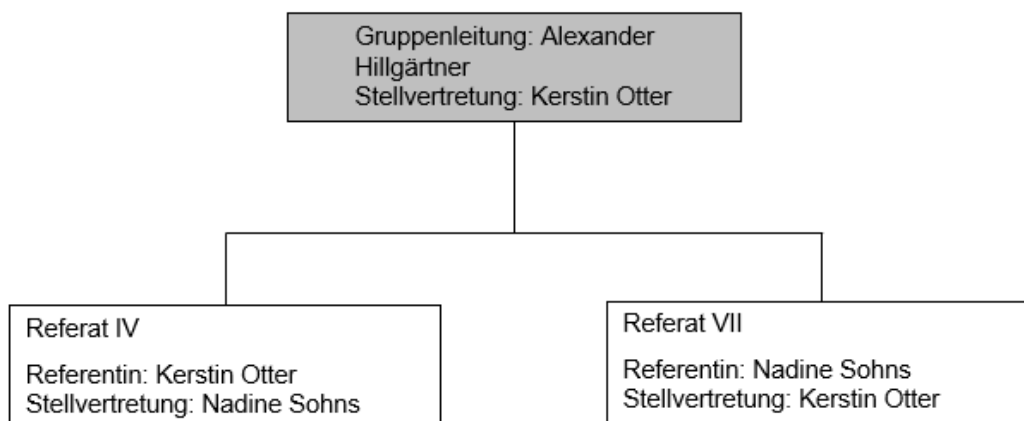 Gruppenleitung: Alexander
Hillgärtner
Stellvertretung: Kerstin Otter
Referat IV
Referentin: Kerstin Otter
Stellvertretung: Nadine Sohns
Referat VII
Referentin: Nadine Sohns
Stellvertretung: Kerstin Otter